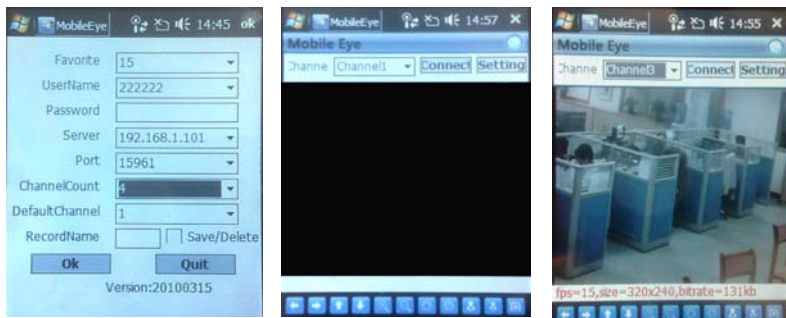 MobileEye 14:45 ok
Favorite 15
UserName 222222
Password
Server 192.168.1.101
Port 15961
ChannelCount 4
DefaultChannel 1
RecordName Save/Delete
Ok Quit
Version:20100315
MobileEye 14:57
Mobile Eye
Channe Channel1 Connect Setting
MobileEye 14:55
Mobile Eye
Channe Channel3 Connect Setting
fps=15,size=320x240,bitrate=131kb